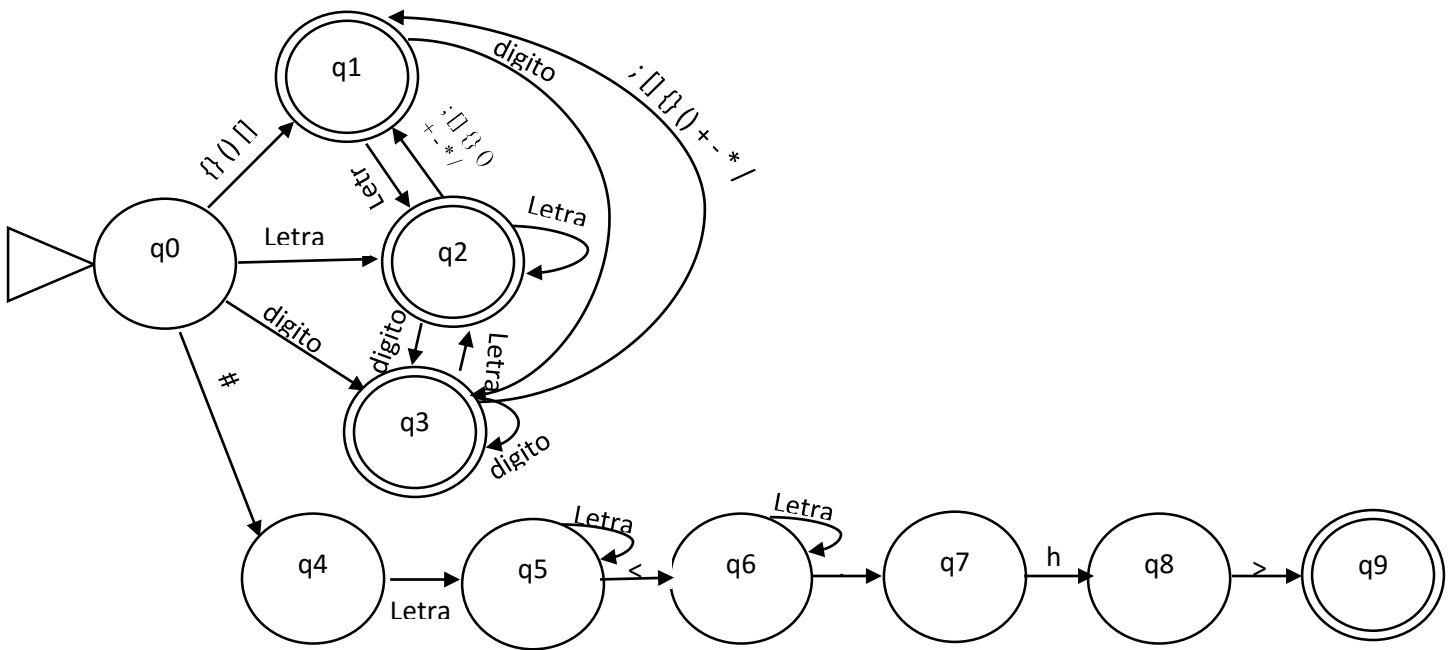 q1
digito
; [] {} () + - * /
{} () []
; [] {} ()
+ - * /
Letr
q0
Letra
q2
Letra
digito
digito
Letra
#
q3
digito
q4
Letra
q5
Letra
<
q6
Letra
.
q7
h
q8
>
q9